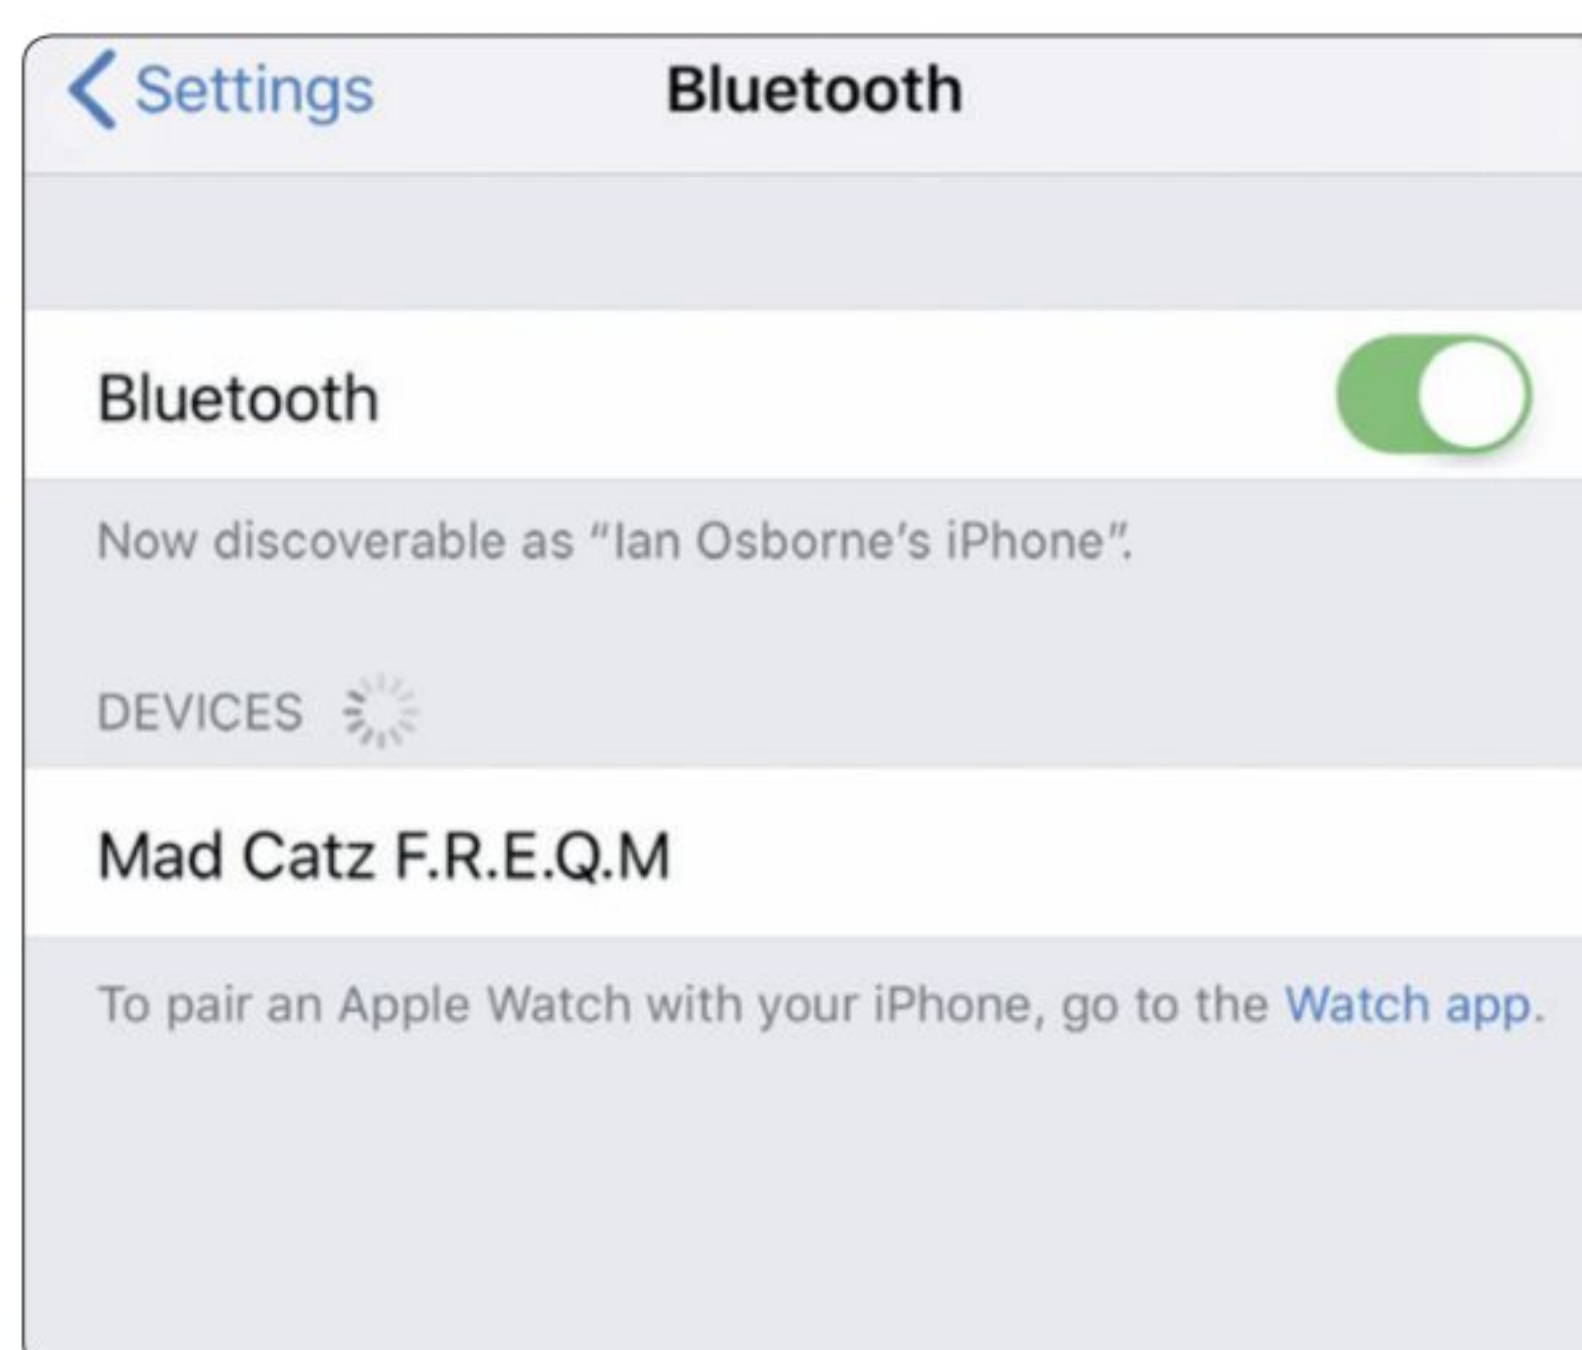 Settings
Bluetooth
Bluetooth
Now discoverable as “Ian Osborne’s iPhone”.
DEVICES
Mad Catz F.R.E.Q.M
To pair an Apple Watch with your iPhone, go to the Watch app.